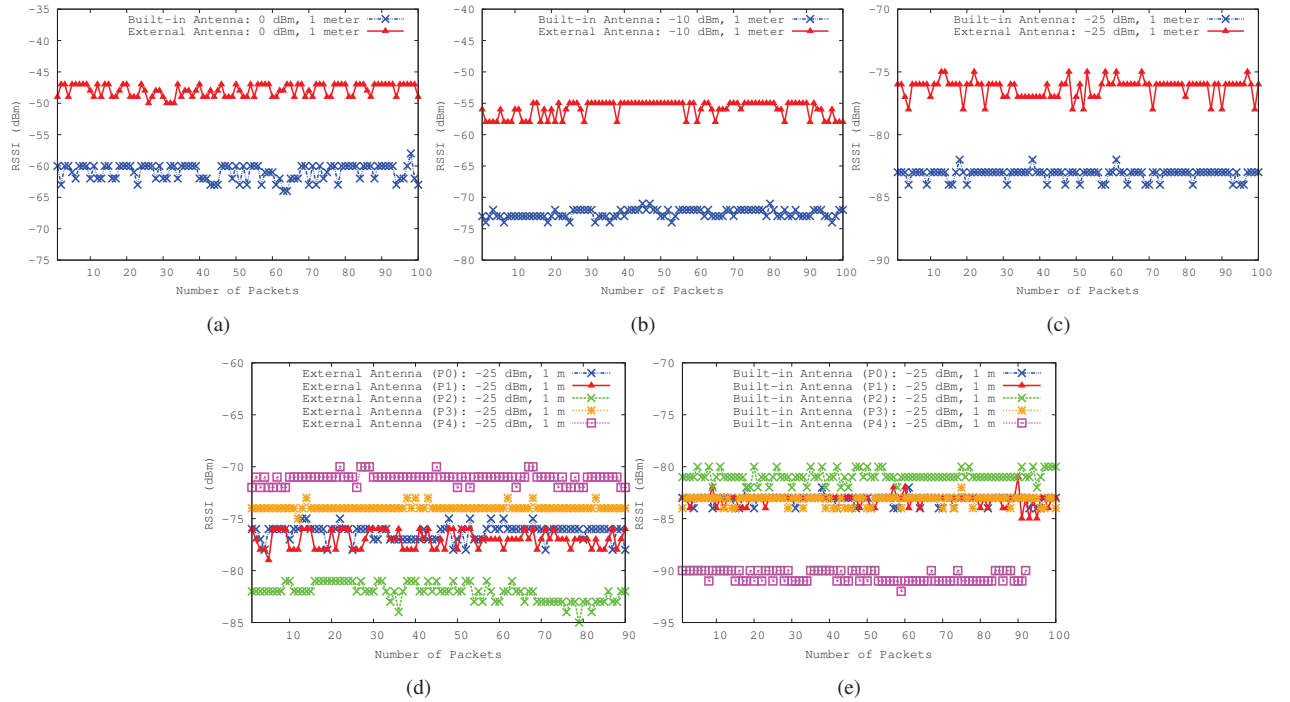 Built-in Antenna: 0 dBm, 1 meter
External Antenna: 0 dBm, 1 meter
-35
-40
-45
-50
-55
-60
-65
-70
-75
RSSI (dBm)
10 20 30 40 50 60 70 80 90 100
Number of Packets
(a)
Built-in Antenna: -10 dBm, 1 meter
External Antenna: -10 dBm, 1 meter
-45
-50
-55
-60
-65
-70
-75
-80
RSSI (dBm)
10 20 30 40 50 60 70 80 90 100
Number of Packets
(b)
Built-in Antenna: -25 dBm, 1 meter
External Antenna: -25 dBm, 1 meter
-70
-75
-80
-85
-90
RSSI (dBm)
10 20 30 40 50 60 70 80 90 100
Number of Packets
(c)
External Antenna (P0): -25 dBm, 1 m
External Antenna (P1): -25 dBm, 1 m
External Antenna (P2): -25 dBm, 1 m
External Antenna (P3): -25 dBm, 1 m
External Antenna (P4): -25 dBm, 1 m
-60
-65
-70
-75
-80
-85
RSSI (dBm)
10 20 30 40 50 60 70 80 90
Number of Packets
(d)
Built-in Antenna (P0): -25 dBm, 1 m
Built-in Antenna (P1): -25 dBm, 1 m
Built-in Antenna (P2): -25 dBm, 1 m
Built-in Antenna (P3): -25 dBm, 1 m
Built-in Antenna (P4): -25 dBm, 1 m
-70
-75
-80
-85
-90
-95
RSSI (dBm)
10 20 30 40 50 60 70 80 90 100
Number of Packets
(e)